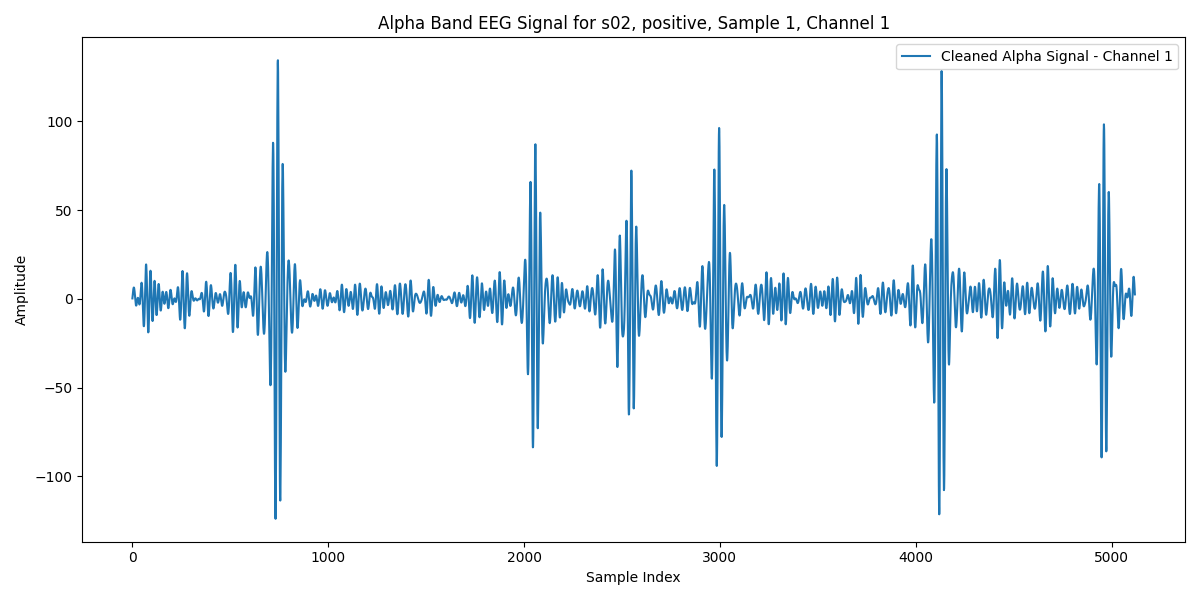 Alpha Band EEG Signal for s02, positive, Sample 1, Channel 1
Cleaned Alpha Signal - Channel 1
Amplitude
100
50
0
−50
−100
0 1000 2000 3000 4000 5000
Sample Index